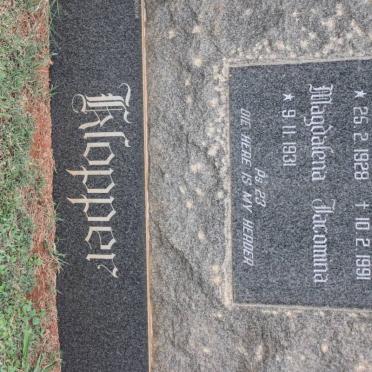 ★ 25 2 1928 + 10 2 1991
Magdalena Jacomina
★ 9 11 1931
Ps 23
DIE HERE IS MY HERDER
Klopper